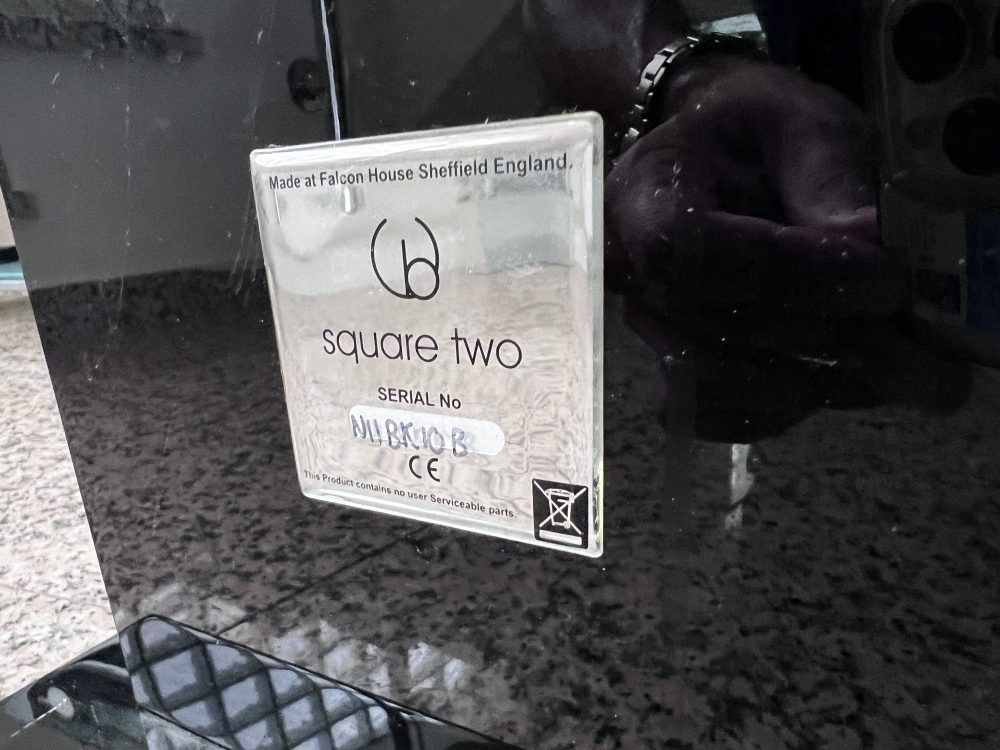 Made at Falcon House Sheffield England.
square two
SERIAL No
N11BK10B
CE
This Product contains no user Serviceable parts.